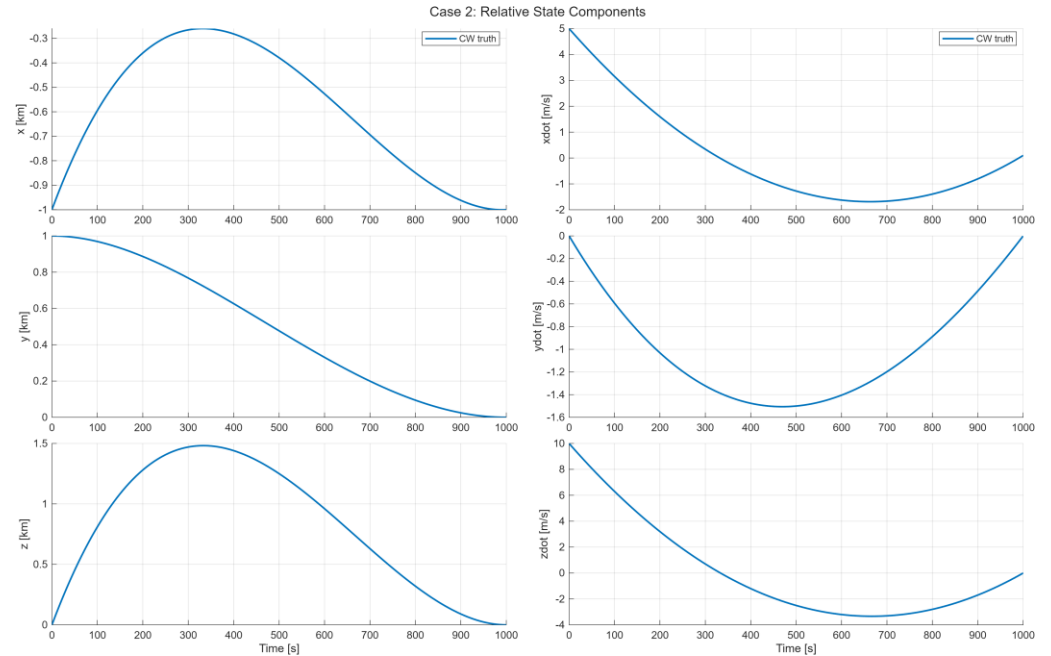 Case 2: Relative State Components
CW truth
x [km]
-0.3
-0.4
-0.5
-0.6
-0.7
-0.8
-0.9
-1
0 100 200 300 400 500 600 700 800 900 1000
CW truth
xdot [m/s]
5
4
3
2
1
0
-1
-2
0 100 200 300 400 500 600 700 800 900 1000
y [km]
1
0.8
0.6
0.4
0.2
0
0 100 200 300 400 500 600 700 800 900 1000
ydot [m/s]
0
-0.2
-0.4
-0.6
-0.8
-1
-1.2
-1.4
-1.6
0 100 200 300 400 500 600 700 800 900 1000
z [km]
1.5
1
0.5
0
0 100 200 300 400 500 600 700 800 900 1000
Time [s]
zdot [m/s]
10
8
6
4
2
0
-2
-4
0 100 200 300 400 500 600 700 800 900 1000
Time [s]